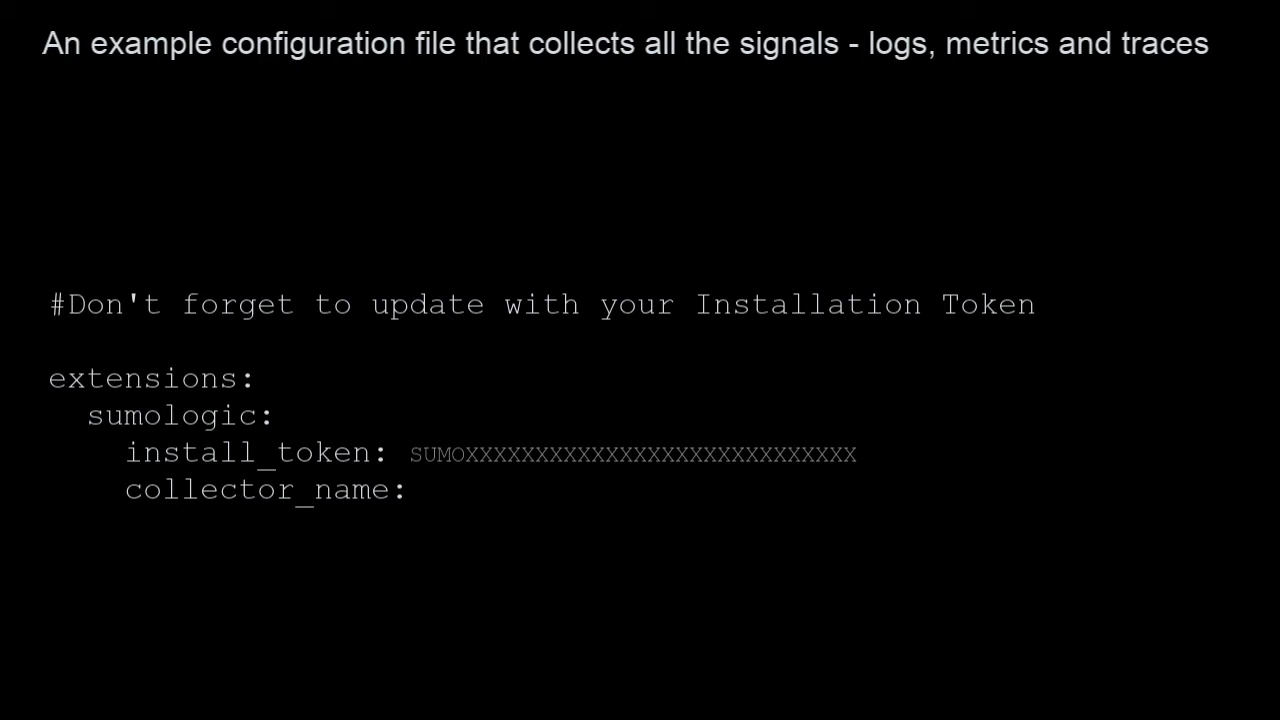 An example configuration file that collects all the signals - logs, metrics and traces
#Don't forget to update with your Installation Token
extensions:
sumologic:
install_token: SUMOXXXXXXXXXXXXXXXXXXXXXXXXXXXX
collector_name: